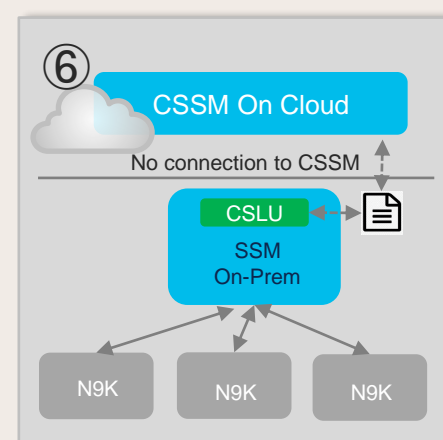 ⑥
CSSM On Cloud
No connection to CSSM
CSLU
SSM
On-Prem
N9K
N9K
N9K